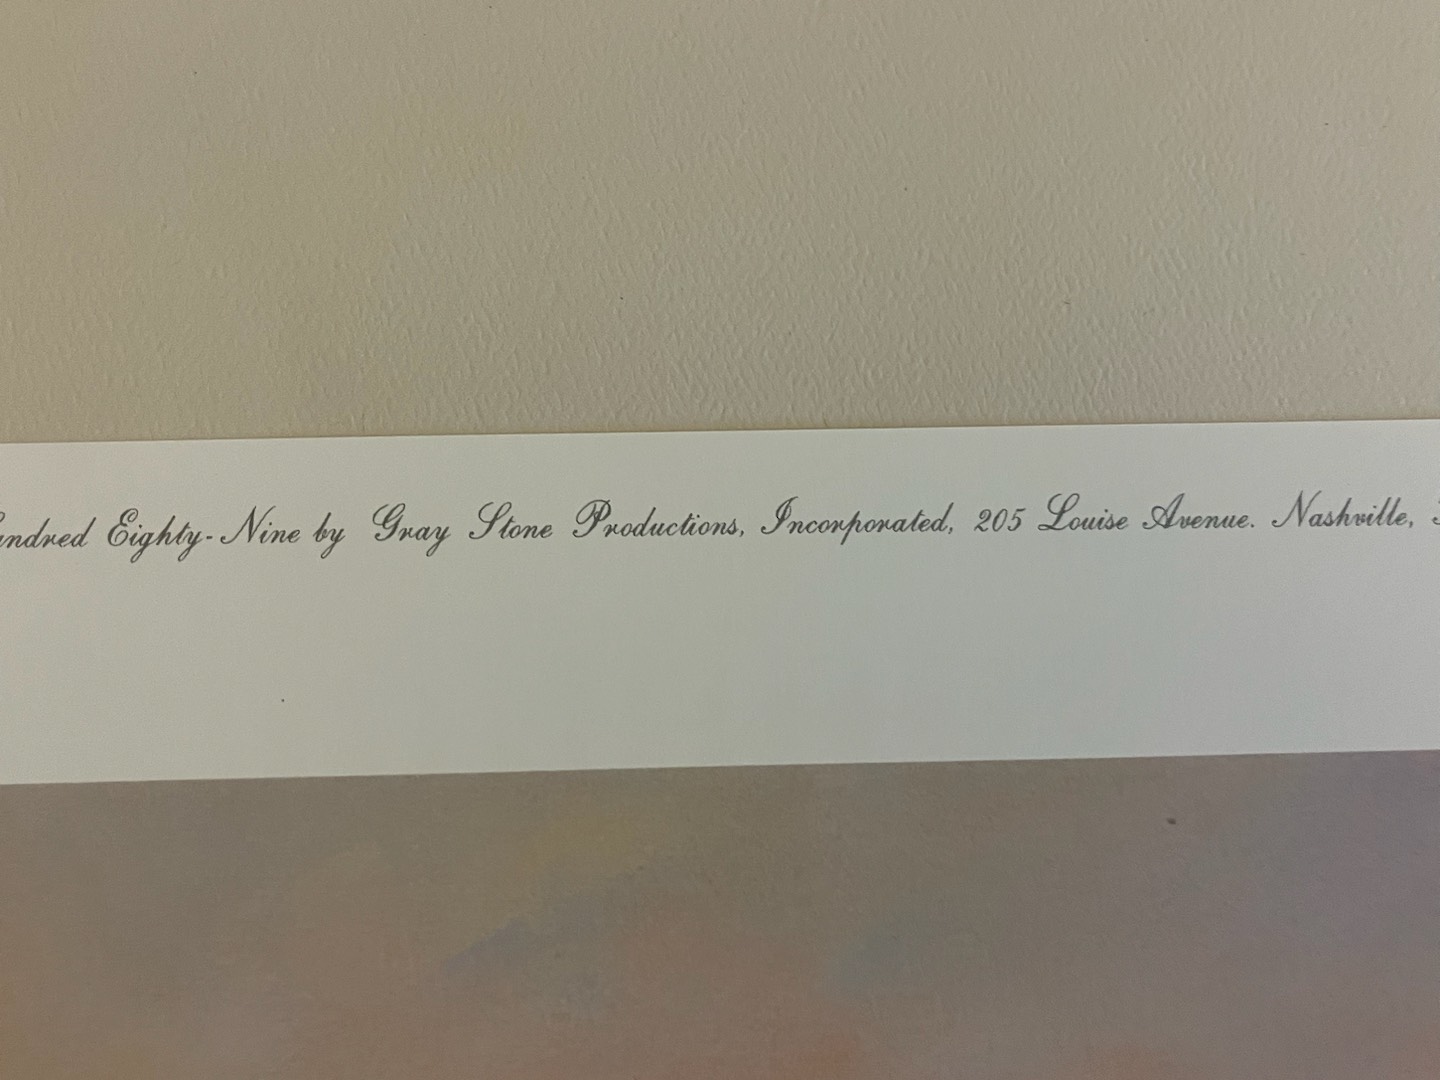 Eighty-Nine by Gray Stone Productions, Incorporated, 205 Louise Avenue. Nashville,